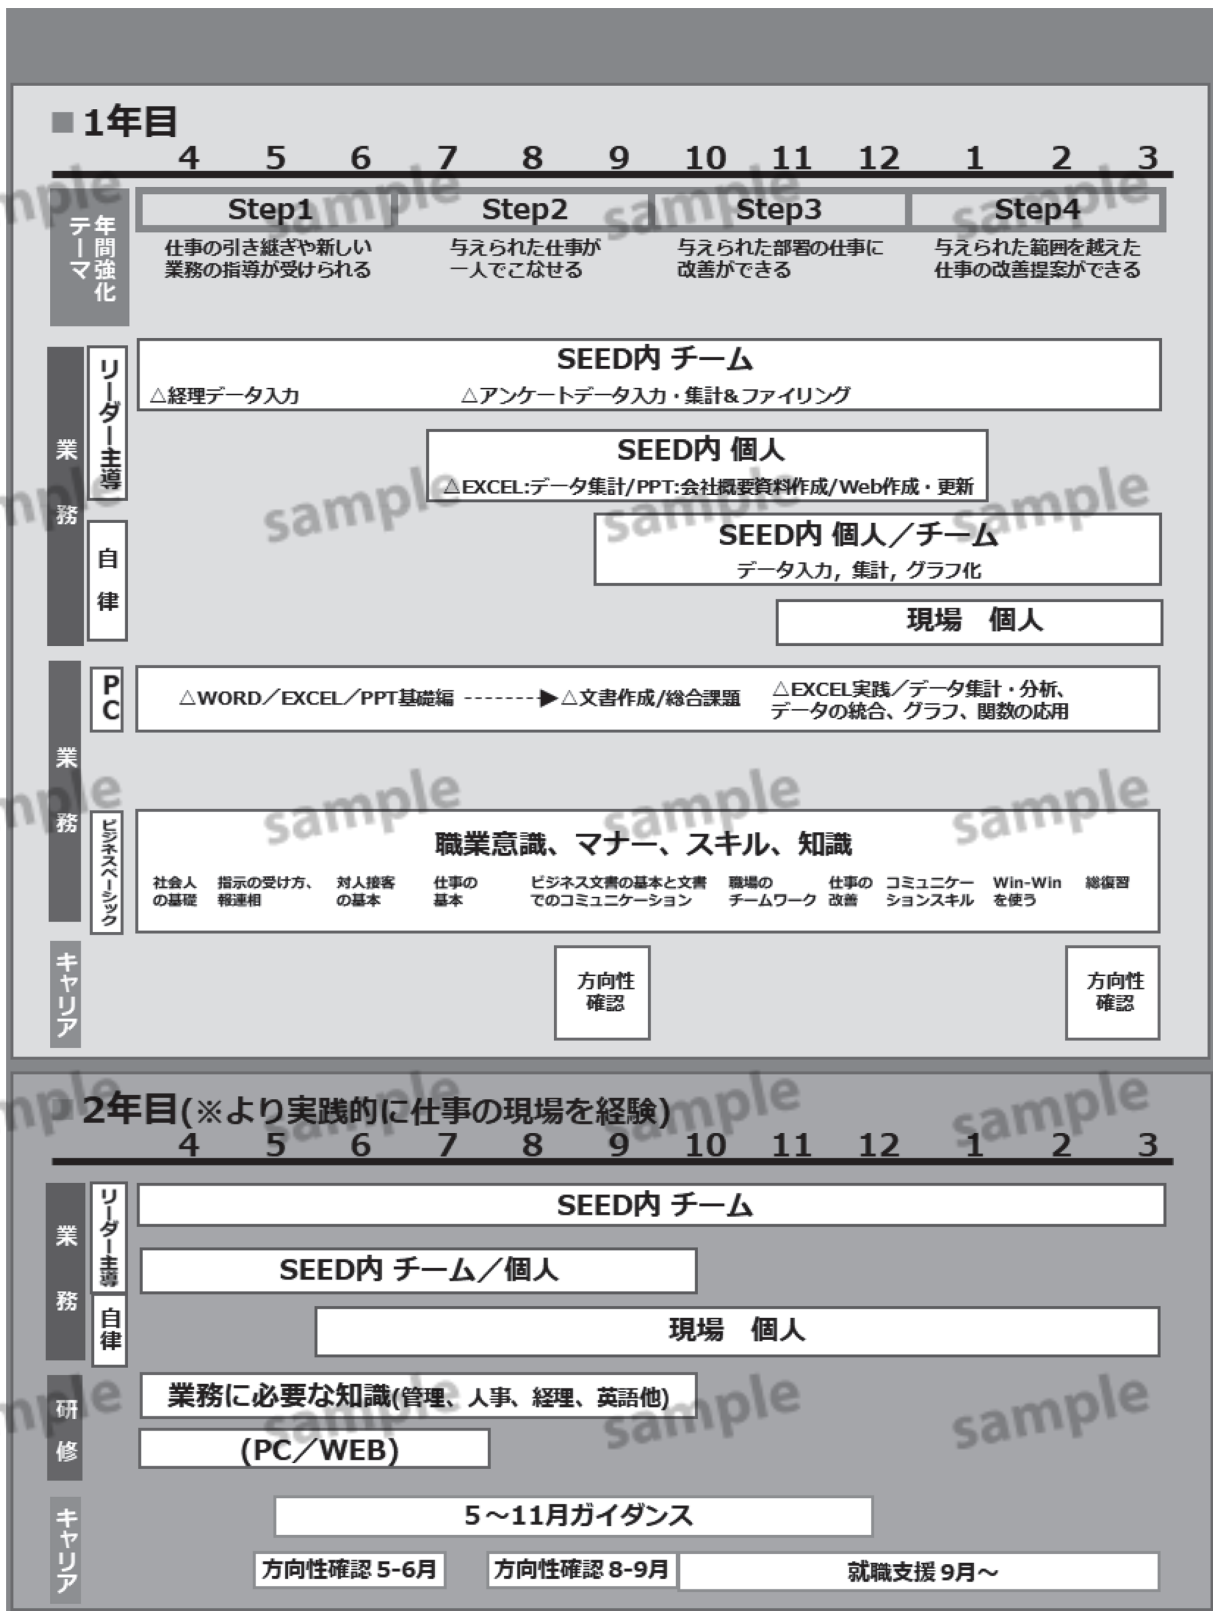 ■ 1年目
4 5 6 7 8 9 10 11 12 1 2 3
年間強化
テーマ
Step1 Step2 Step3 Step4
仕事の引き継ぎや新しい
業務の指導が受けられる
与えられた仕事が
一人でこなせる
与えられた部署の仕事に
改善ができる
与えられた範囲を越えた
仕事の改善提案ができる
業務
リーダー主導
SEED内 チーム
△経理データ入力 △アンケートデータ入力・集計&ファイリング
SEED内 個人
△EXCEL:データ集計/PPT:会社概要資料作成/Web作成・更新
自律
SEED内 個人／チーム
データ入力, 集計, グラフ化
現場 個人
業務
PC
△WORD／EXCEL／PPT基礎編 -------▶ △文書作成/総合課題
△EXCEL実践／データ集計・分析、
データの統合、グラフ、関数の応用
ビジネスベーシック
職業意識、マナー、スキル、知識
社会人
の基礎
指示の受け方、
報連相
対人接客
の基本
仕事の
基本
ビジネス文書の基本と文書
でのコミュニケーション
職場の
チームワーク
仕事の
改善
コミュニケー
ションスキル
Win-Win
を使う
総復習
キャリア
方向性
確認
方向性
確認
■ 2年目(※より実践的に仕事の現場を経験)
4 5 6 7 8 9 10 11 12 1 2 3
業務
リーダー主導
SEED内 チーム
SEED内 チーム／個人
自律
現場 個人
研修
業務に必要な知識(管理、人事、経理、英語他)
(PC／WEB)
キャリア
5～11月ガイダンス
方向性確認 5-6月 方向性確認 8-9月 就職支援 9月～
sample sample sample sample
sample sample sample sample
sample sample sample sample
sample sample sample sample
sample sample sample sample